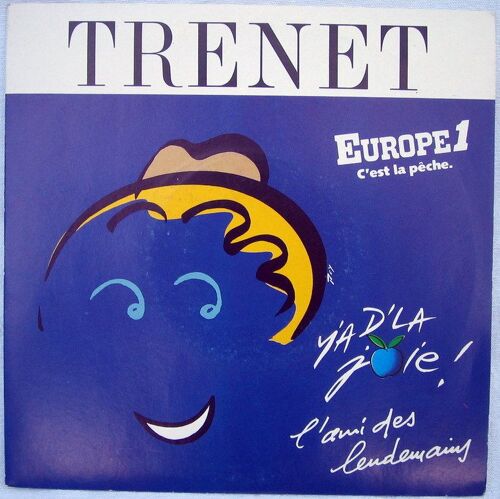 TRENET
EUROPE 1
C'est la pêche.
Y'A D'LA
joie!
l'ami des
lendemains